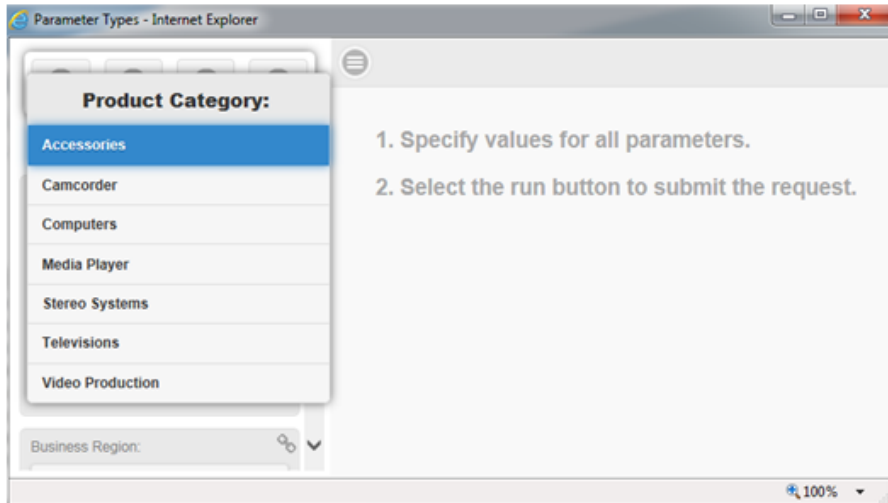 Parameter Types - Internet Explorer
Product Category:
Accessories
Camcorder
Computers
Media Player
Stereo Systems
Televisions
Video Production
Business Region:
1. Specify values for all parameters.
2. Select the run button to submit the request.
100%